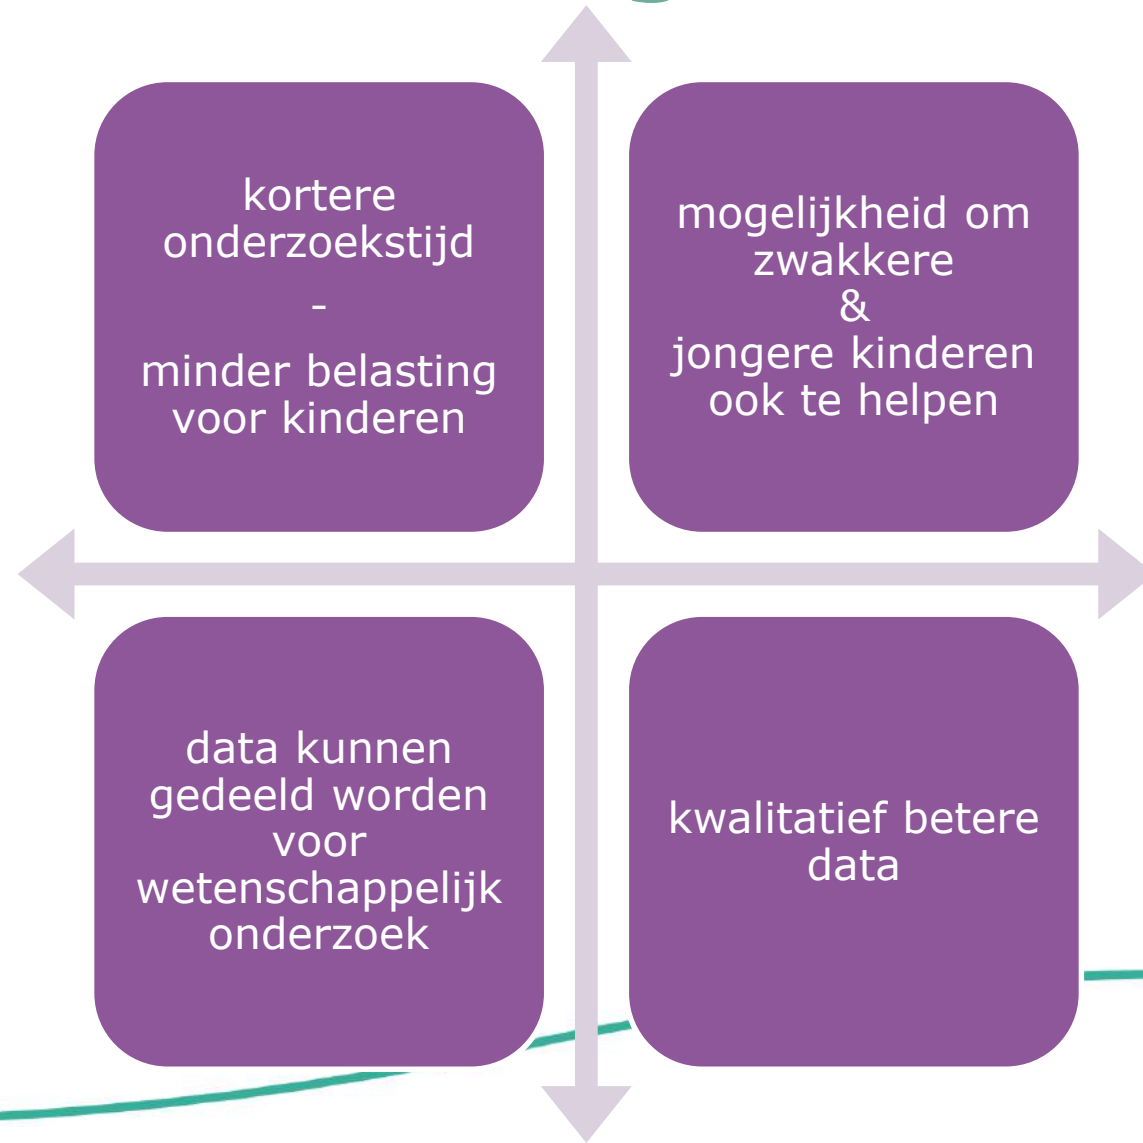 kortere
onderzoekstijd
-
minder belasting
voor kinderen
mogelijkheid om
zwakkere
&
jongere kinderen
ook te helpen
data kunnen
gedeeld worden
voor
wetenschappelijk
onderzoek
kwalitatief betere
data